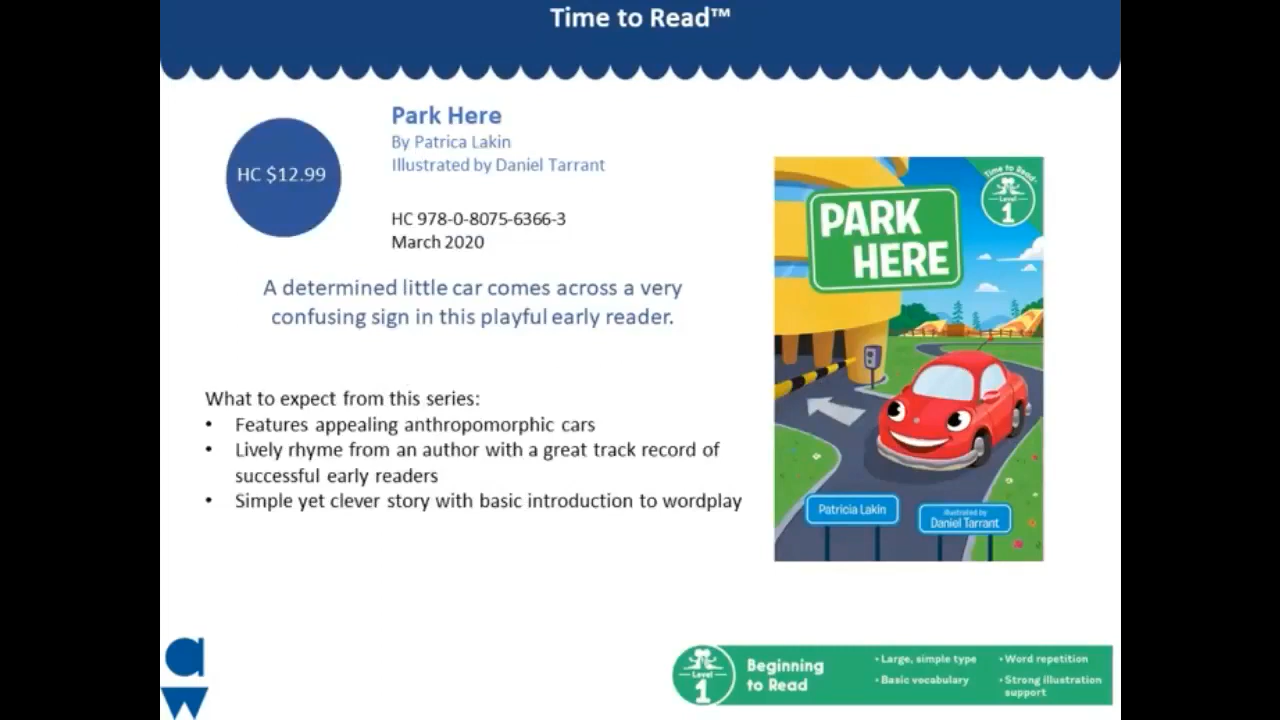 Time to Read™
HC $12.99
Park Here
By Patrica Lakin
Illustrated by Daniel Tarrant
HC 978-0-8075-6366-3
March 2020
A determined little car comes across a very
confusing sign in this playful early reader.
What to expect from this series:
• Features appealing anthropomorphic cars
• Lively rhyme from an author with a great track record of
successful early readers
• Simple yet clever story with basic introduction to wordplay
Time to Read
Level
1
PARK
HERE
Patricia Lakin
illustrated by
Daniel Tarrant
aw
Level
1
Beginning
to Read
• Large, simple type
• Basic vocabulary
• Word repetition
• Strong illustration
support